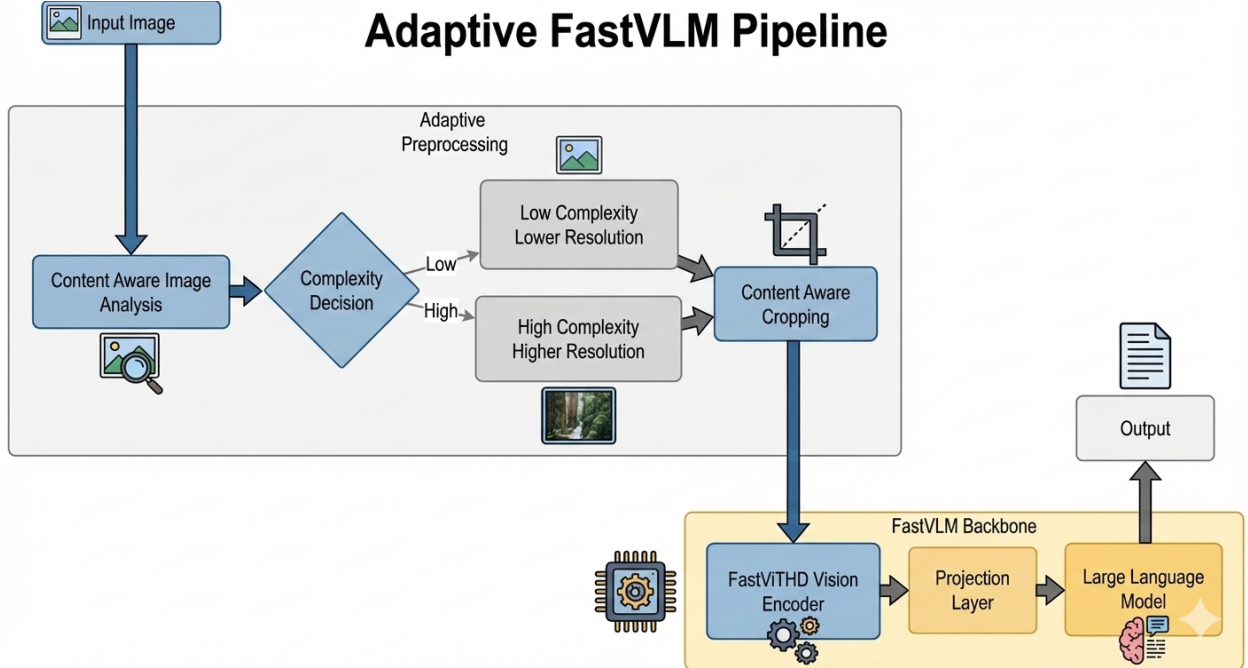 Adaptive FastVLM Pipeline
Input Image
Adaptive
Preprocessing
Content Aware Image
Analysis
Complexity
Decision
Low
High
Low Complexity
Lower Resolution
High Complexity
Higher Resolution
Content Aware
Cropping
FastVLM Backbone
FastViTHD Vision
Encoder
Projection
Layer
Large Language
Model
Output